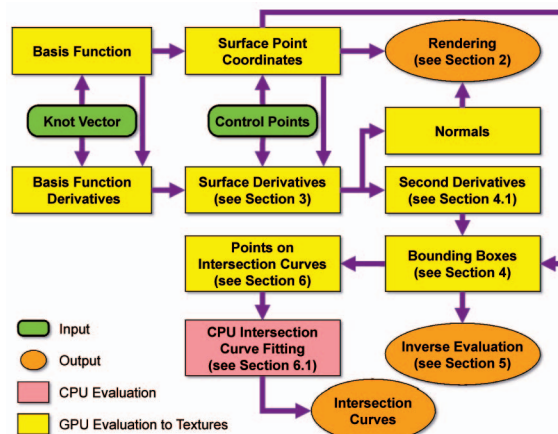 Basis Function
Surface Point
Coordinates
Rendering
(see Section 2)
Knot Vector
Control Points
Normals
Basis Function
Derivatives
Surface Derivatives
(see Section 3)
Second Derivatives
(see Section 4.1)
Points on
Intersection Curves
(see Section 6)
Bounding Boxes
(see Section 4)
Input
Output
CPU Evaluation
GPU Evaluation to Textures
CPU Intersection
Curve Fitting
(see Section 6.1)
Inverse Evaluation
(see Section 5)
Intersection
Curves